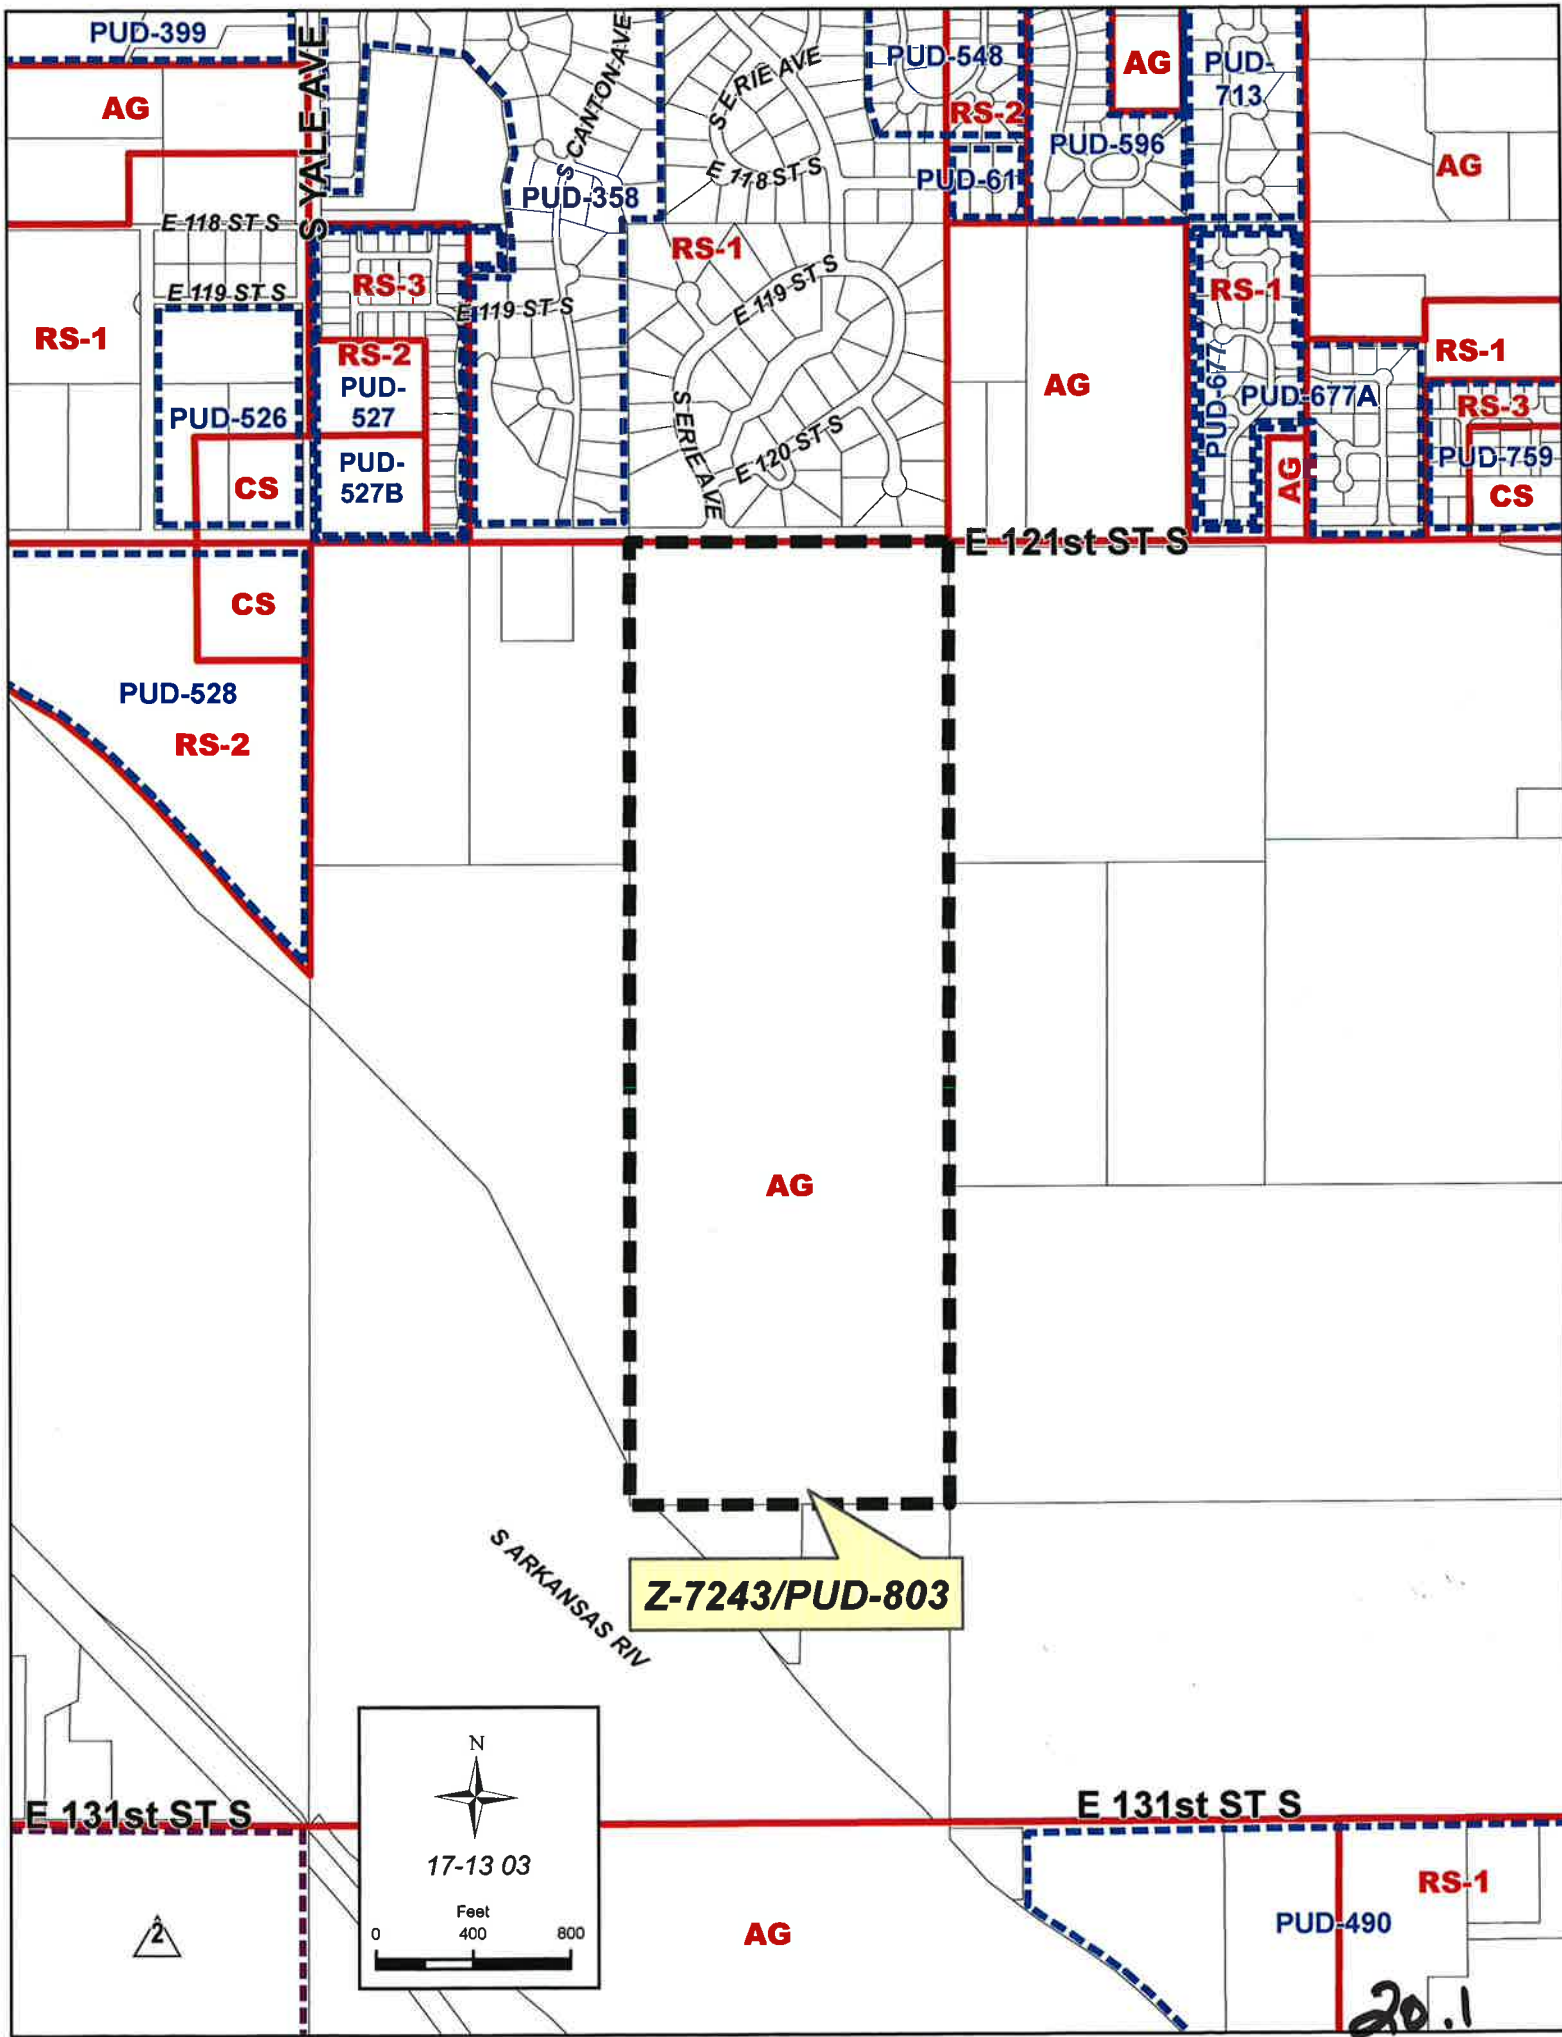 PUD-399
AG
S YALE AVE
S CANTON AVE
S ERIE AVE
PUD-548
RS-2
AG
PUD-
713
PUD-596
AG
E 118 ST S
PUD-61
PUD-358
E 118 ST S
RS-1
E 119 ST S
RS-3
E 119 ST S
E 119 ST S
RS-1
RS-1
RS-2
PUD-
527
PUD-526
RS-1
AG
PUD-677
PUD-677A
RS-3
S ERIE AVE
E 120 ST S
PUD-
527B
CS
AG
PUD-759
CS
E 121st ST S
CS
PUD-528
RS-2
AG
S ARKANSAS RIV
Z-7243/PUD-803
N
17-13 03
Feet
0 400 800
E 131st ST S
E 131st ST S
2
AG
RS-1
PUD-490
20.1